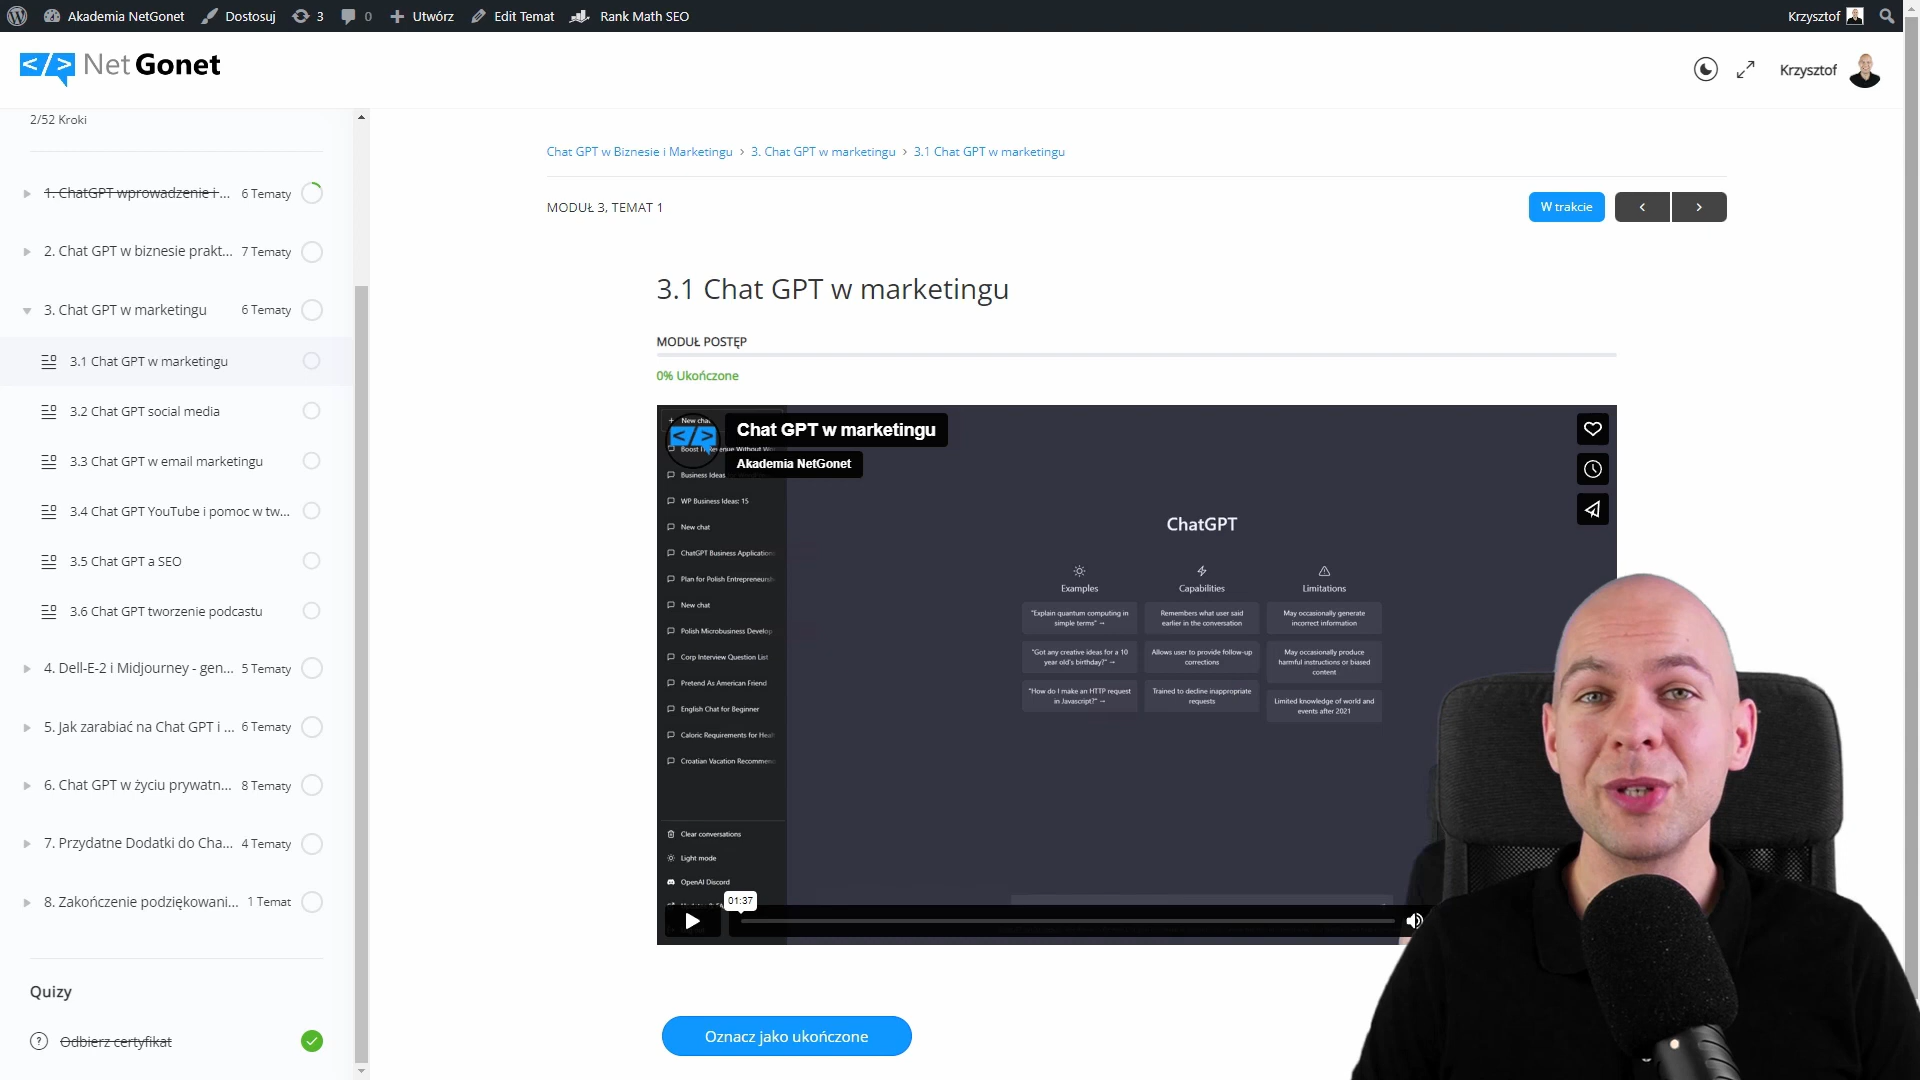 Akademia NetGonet
Dostosuj
3
0
Utwórz
Edit Temat
Rank Math SEO
Krzysztof
</> Net Gonet
Krzysztof
2/52 Kroki
1. ChatGPT wprowadzenie i ... 6 Tematy
2. Chat GPT w biznesie prakt... 7 Tematy
3. Chat GPT w marketingu 6 Tematy
3.1 Chat GPT w marketingu
3.2 Chat GPT social media
3.3 Chat GPT w email marketingu
3.4 Chat GPT YouTube i pomoc w tw...
3.5 Chat GPT a SEO
3.6 Chat GPT tworzenie podcastu
4. Dell-E-2 i Midjourney - gen... 5 Tematy
5. Jak zarabiać na Chat GPT i ... 6 Tematy
6. Chat GPT w życiu prywatn... 8 Tematy
7. Przydatne Dodatki do Cha... 4 Tematy
8. Zakończenie podziękowani... 1 Temat
Quizy
Odbierz certyfikat
Chat GPT w Biznesie i Marketingu › 3. Chat GPT w marketingu › 3.1 Chat GPT w marketingu
MODUŁ 3, TEMAT 1
W trakcie
3.1 Chat GPT w marketingu
MODUŁ POSTĘP
0% Ukończone
New chat
</>
Chat GPT w marketingu
Akademia NetGonet
Business Ideas
WP Business Ideas: 15
New chat
ChatGPT Business Applications
Plan for Polish Entrepreneursh
New chat
Polish Microbusiness Develop
Corp Interview Question List
Pretend As American Friend
English Chat for Beginner
Caloric Requirements for Heal
Croatian Vacation Recommen
Clear conversations
Light mode
OpenAI Discord
01:37
ChatGPT
Examples
"Explain quantum computing in
simple terms" →
"Got any creative ideas for a 10
year old's birthday?" →
"How do I make an HTTP request
in Javascript?" →
Capabilities
Remembers what user said
earlier in the conversation
Allows user to provide follow-up
corrections
Trained to decline inappropriate
requests
Limitations
May occasionally generate
incorrect information
May occasionally produce
harmful instructions or biased
content
Limited knowledge of world and
events after 2021
Oznacz jako ukończone